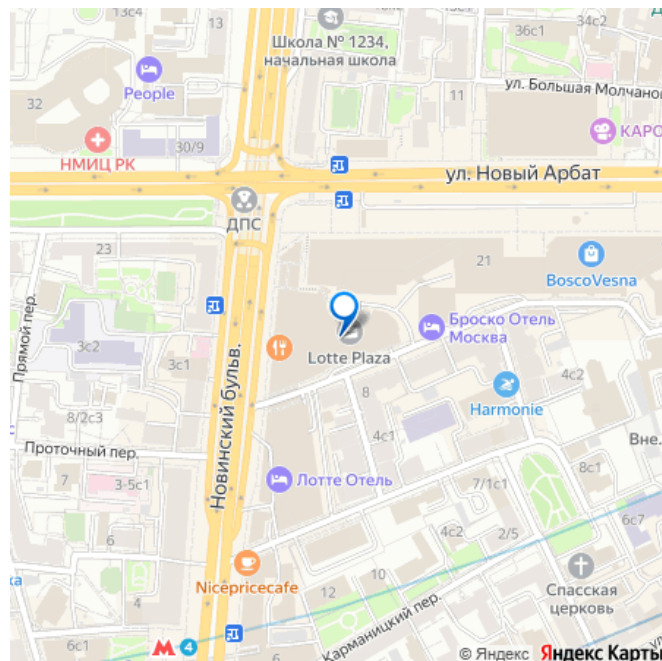 13с4
36с1
34с2
Школа № 1234,
начальная школа
People
11
ул. Большая Молчано
32
КАРО
НМИЦ РК
30/9
ул. Новый Арбат
ДПС
23
21
BoscoVesna
Прямой пер.
3с2
Броско Отель
Москва
Lotte Plaza
3с1
4с2
8
Harmonie
8/2с3
Новинский бульв.
4с1
Вне
Проточный пер.
8с1
3-5с1
Лотте Отель
7/1с1
6с7
6
4с2
2/5
7
Nicepricecafe
10
12
Спасская
церковь
4
Карманицкий пер.
6с1
6
4
© Яндекс Яндекс Карты